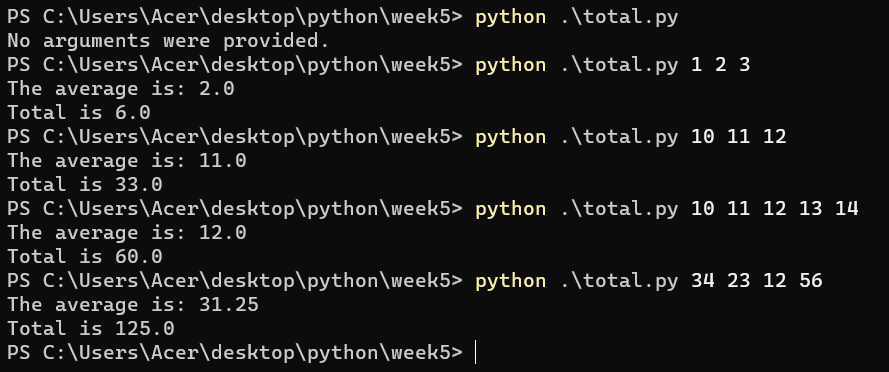 PS C:\Users\Acer\desktop\python\week5> python .\total.py
No arguments were provided.
PS C:\Users\Acer\desktop\python\week5> python .\total.py 1 2 3
The average is: 2.0
Total is 6.0
PS C:\Users\Acer\desktop\python\week5> python .\total.py 10 11 12
The average is: 11.0
Total is 33.0
PS C:\Users\Acer\desktop\python\week5> python .\total.py 10 11 12 13 14
The average is: 12.0
Total is 60.0
PS C:\Users\Acer\desktop\python\week5> python .\total.py 34 23 12 56
The average is: 31.25
Total is 125.0
PS C:\Users\Acer\desktop\python\week5>